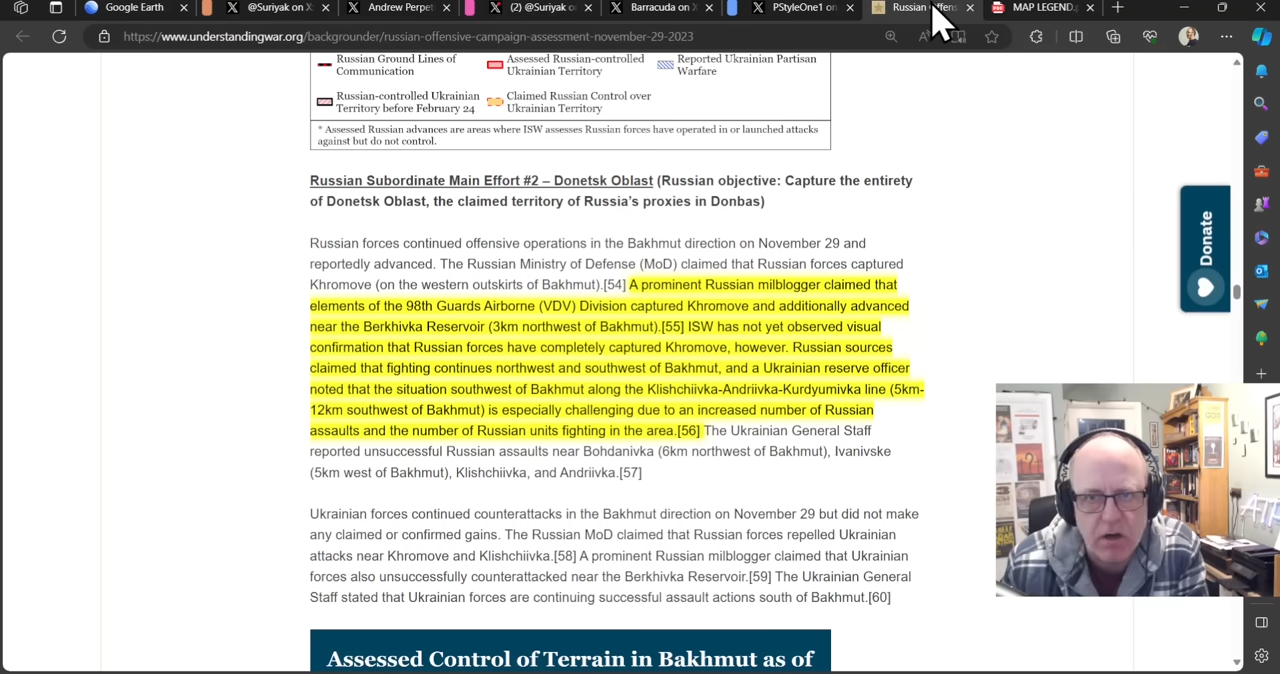 Google Earth
@Suriyak on X
Andrew Perpet
(2) @Suriyak on
Barracuda on X
PStyleOne1 on
Russian Offens
MAP LEGEND.p
https://www.understandingwar.org/backgrounder/russian-offensive-campaign-assessment-november-29-2023
Russian Ground Lines of
Communication
Assessed Russian-controlled
Ukrainian Territory
Reported Ukrainian Partisan
Warfare
Russian-controlled Ukrainian
Territory before February 24
Claimed Russian Control over
Ukrainian Territory
* Assessed Russian advances are areas where ISW assesses Russian forces have operated in or launched attacks
against but do not control.
Russian Subordinate Main Effort #2 – Donetsk Oblast (Russian objective: Capture the entirety
of Donetsk Oblast, the claimed territory of Russia's proxies in Donbas)
Russian forces continued offensive operations in the Bakhmut direction on November 29 and
reportedly advanced. The Russian Ministry of Defense (MoD) claimed that Russian forces captured
Khromove (on the western outskirts of Bakhmut).[54] A prominent Russian milblogger claimed that
elements of the 98th Guards Airborne (VDV) Division captured Khromove and additionally advanced
near the Berkhivka Reservoir (3km northwest of Bakhmut).[55] ISW has not yet observed visual
confirmation that Russian forces have completely captured Khromove, however. Russian sources
claimed that fighting continues northwest and southwest of Bakhmut, and a Ukrainian reserve officer
noted that the situation southwest of Bakhmut along the Klishchiivka-Andriivka-Kurdyumivka line (5km-
12km southwest of Bakhmut) is especially challenging due to an increased number of Russian
assaults and the number of Russian units fighting in the area.[56] The Ukrainian General Staff
reported unsuccessful Russian assaults near Bohdanivka (6km northwest of Bakhmut), Ivanivske
(5km west of Bakhmut), Klishchiivka, and Andriivka.[57]
Ukrainian forces continued counterattacks in the Bakhmut direction on November 29 but did not make
any claimed or confirmed gains. The Russian MoD claimed that Russian forces repelled Ukrainian
attacks near Khromove and Klishchiivka.[58] A prominent Russian milblogger claimed that Ukrainian
forces also unsuccessfully counterattacked near the Berkhivka Reservoir.[59] The Ukrainian General
Staff stated that Ukrainian forces are continuing successful assault actions south of Bakhmut.[60]
Assessed Control of Terrain in Bakhmut as of
Donate